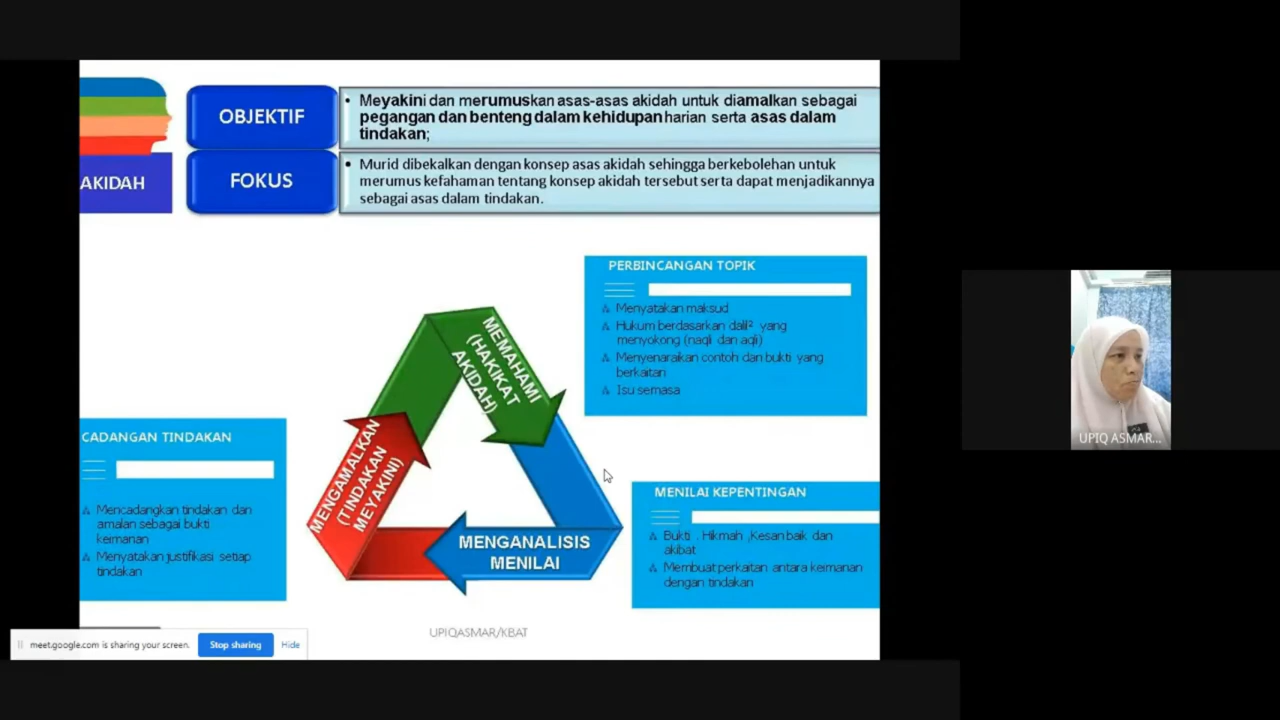 OBJEKTIF
• Meyakini dan merumuskan asas-asas akidah untuk diamalkan sebagai
pegangan dan benteng dalam kehidupan harian serta asas dalam
tindakan;
AKIDAH
FOKUS
• Murid dibekalkan dengan konsep asas akidah sehingga berkebolehan untuk
merumus kefahaman tentang konsep akidah tersebut serta dapat menjadikannya
sebagai asas dalam tindakan.
PERBINCANGAN TOPIK
Menyatakan maksud
Hukum berdasarkan dalil² yang
menyokong (naqli dan aqli)
Menyenaraikan contoh dan bukti yang
berkaitan
Isu semasa
MEMAHAMI
(HAKIKAT
AKIDAH)
MENGAMALKAN
(TINDAKAN
MEYAKINI)
MENGANALISIS
MENILAI
CADANGAN TINDAKAN
Mencadangkan tindakan dan
amalan sebagai bukti
keimanan
Menyatakan justifikasi setiap
tindakan
MENILAI KEPENTINGAN
Bukti , Hikmah ,Kesan baik dan
akibat
Membuat perkaitan antara keimanan
dengan tindakan
UPIQASMAR/KBAT
meet.google.com is sharing your screen.
Stop sharing
Hide
UPIQ ASMAR...